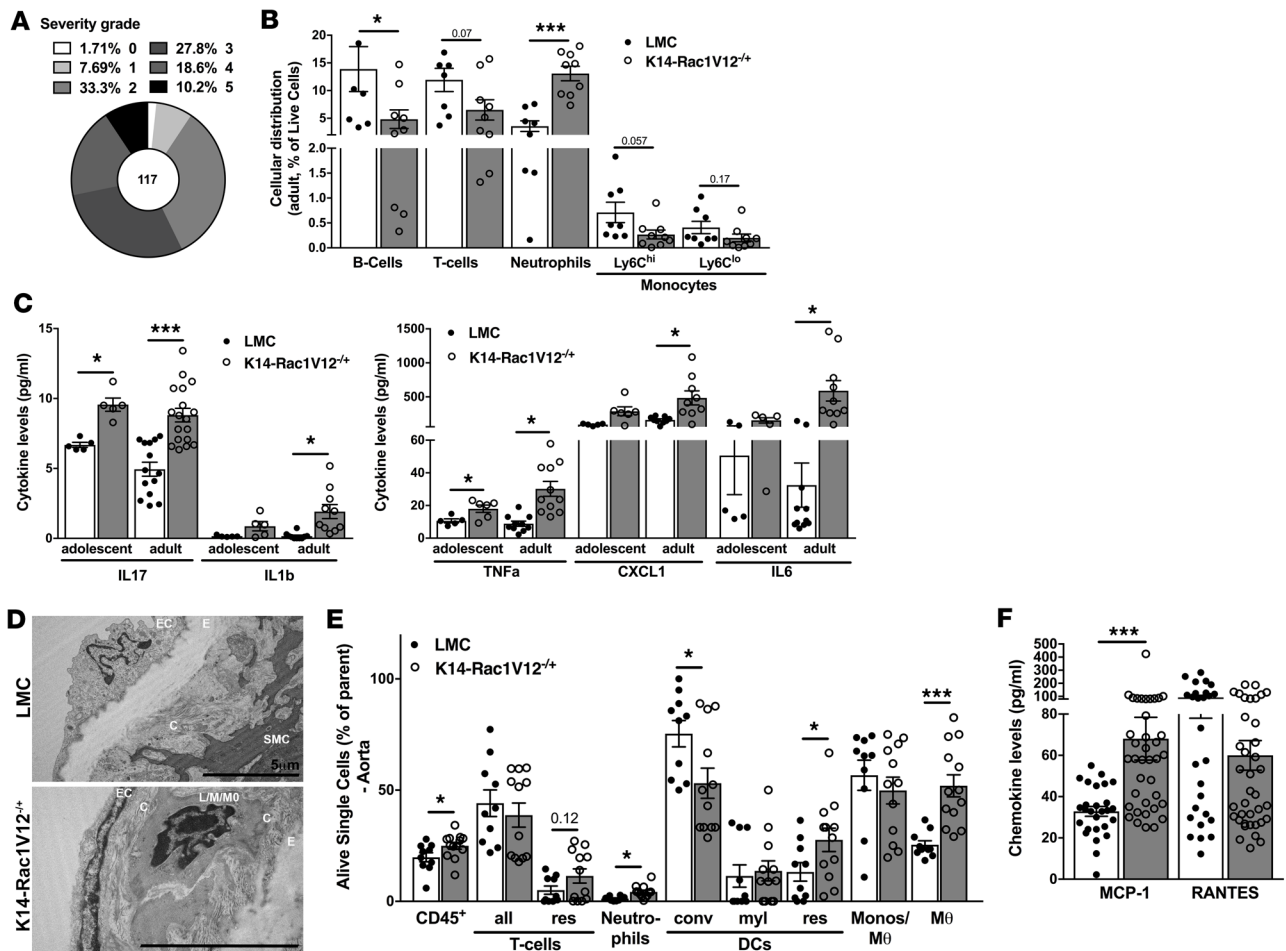 A
Severity grade
1.71% 0
27.8% 3
7.69% 1
18.6% 4
33.3% 2
10.2% 5
117
B
LMC
K14-Rac1V12-/+
Cellular distribution
(adult, % of Live Cells)
20
15
10
5
2.0
1.5
1.0
0.5
0.0
*
0.07
***
0.057
0.17
B-Cells
T-cells
Neutrophils
Ly6Chi
Ly6Clo
Monocytes
C
Cytokine levels (pg/ml)
15
10
5
0
*
***
*
LMC
K14-Rac1V12-/+
adolescent
adult
adolescent
adult
IL17
IL1b
Cytokine levels (pg/ml)
1500
1000
500
60
40
20
0
LMC
K14-Rac1V12-/+
*
*
*
*
adolescent
adult
adolescent
adult
adolescent
adult
TNFa
CXCL1
IL6
D
LMC
EC
E
C
SMC
5µm
K14-Rac1V12-/+
EC
C
L/M/M0
C
E
E
LMC
K14-Rac1V12-/+
Alive Single Cells (% of parent)
- Aorta
100
50
0
*
0.12
*
*
*
***
CD45+
all
res
Neutro-
phils
conv
myl
res
Monos/
Mθ
Mθ
T-cells
DCs
F
Chemokine levels (pg/ml)
500
400
300
200
100
80
60
40
20
0
***
MCP-1
RANTES